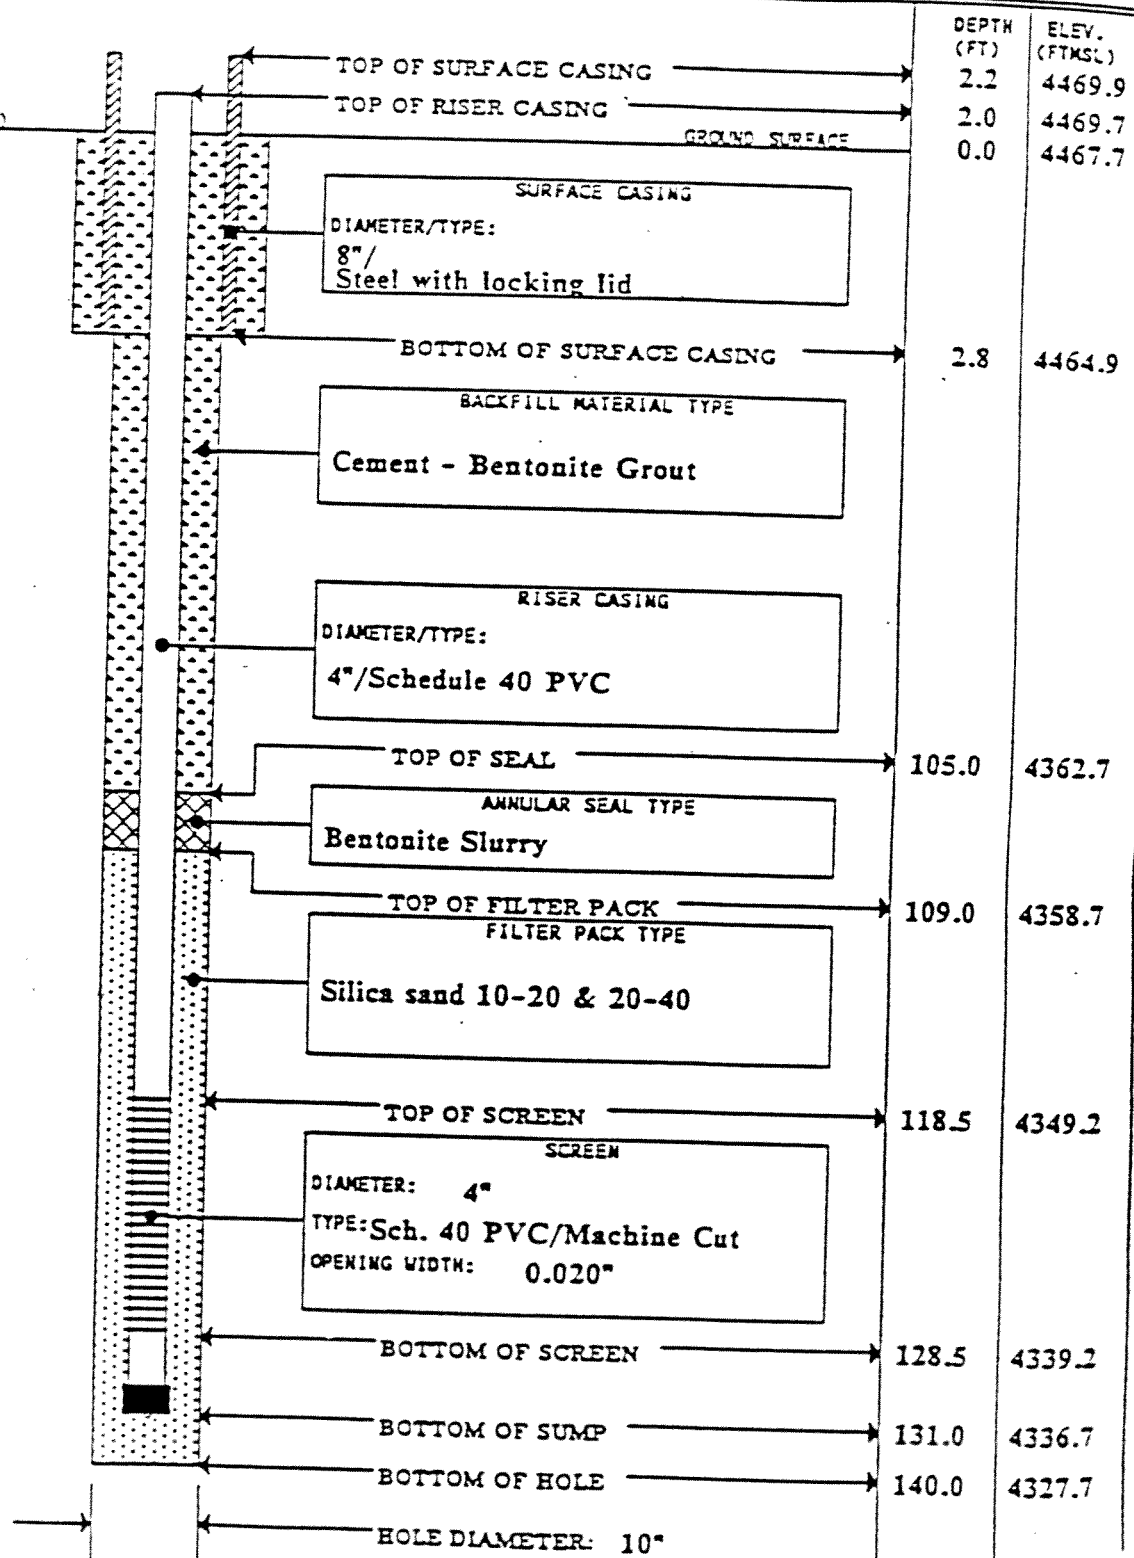 DEPTH ELEV.
(FT) (FTMSL)
TOP OF SURFACE CASING 2.2 4469.9
TOP OF RISER CASING 2.0 4469.7
GROUND SURFACE 0.0 4467.7
SURFACE CASING
DIAMETER/TYPE:
8"/
Steel with locking lid
BOTTOM OF SURFACE CASING 2.8 4464.9
BACKFILL MATERIAL TYPE
Cement - Bentonite Grout
RISER CASING
DIAMETER/TYPE:
4"/Schedule 40 PVC
TOP OF SEAL 105.0 4362.7
ANNULAR SEAL TYPE
Bentonite Slurry
TOP OF FILTER PACK 109.0 4358.7
FILTER PACK TYPE
Silica sand 10-20 & 20-40
TOP OF SCREEN 118.5 4349.2
SCREEN
DIAMETER: 4"
TYPE: Sch. 40 PVC/Machine Cut
OPENING WIDTH: 0.020"
BOTTOM OF SCREEN 128.5 4339.2
BOTTOM OF SUMP 131.0 4336.7
BOTTOM OF HOLE 140.0 4327.7
HOLE DIAMETER: 10"